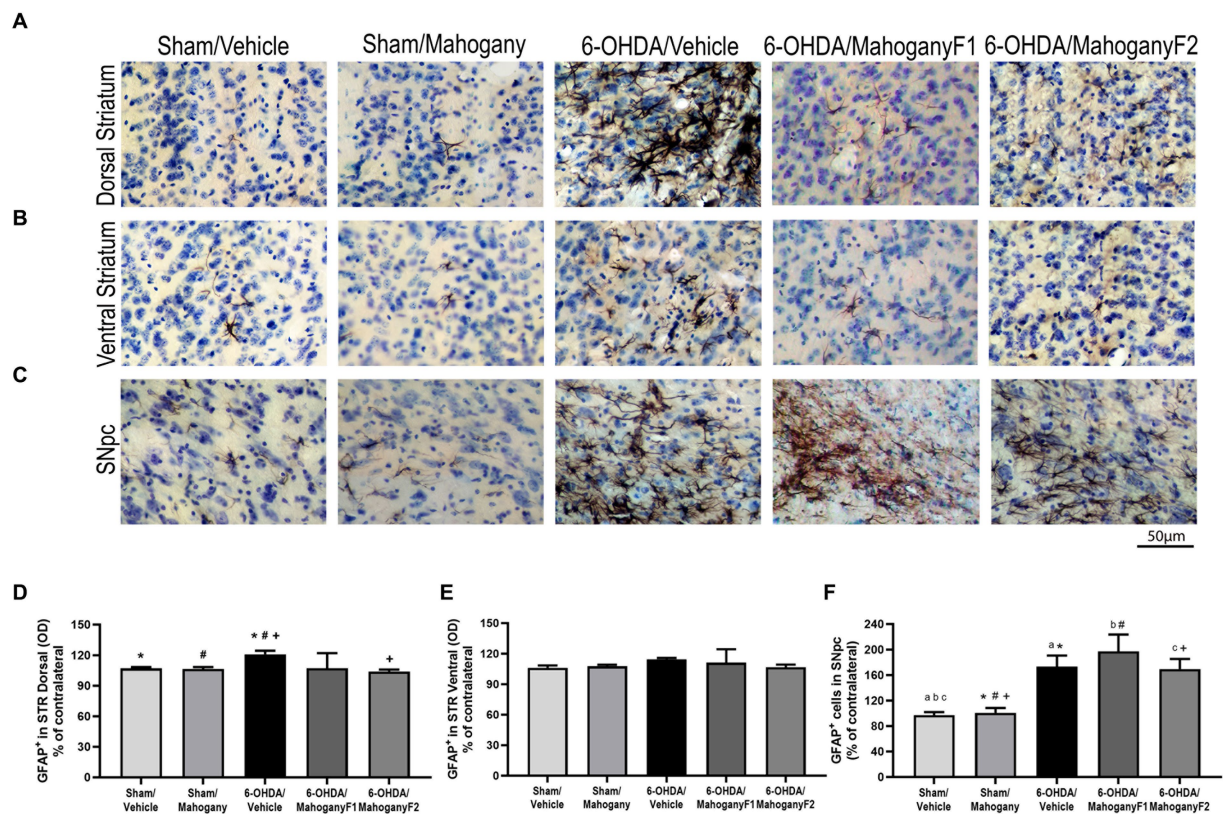 A
Sham/Vehicle Sham/Mahogany 6-OHDA/Vehicle 6-OHDA/MahoganyF1 6-OHDA/MahoganyF2
Dorsal Striatum
B
Ventral Striatum
C
SNpc
50µm
D
GFAP+ in STR Dorsal (OD)
% of contralateral
150
120
90
60
30
0
*
#
* # +
+
Sham/
Vehicle
Sham/
Mahogany
6-OHDA/
Vehicle
6-OHDA/
MahoganyF1
6-OHDA/
MahoganyF2
E
GFAP+ in STR Ventral (OD)
% of contralateral
150
120
90
60
30
0
Sham/
Vehicle
Sham/
Mahogany
6-OHDA/
Vehicle
6-OHDA/
MahoganyF1
6-OHDA/
MahoganyF2
F
GFAP+ cells in SNpc
(% of contralateral)
240
200
160
120
80
40
0
a b c
* # +
a *
b #
c +
Sham/
Vehicle
Sham/
Mahogany
6-OHDA/
Vehicle
6-OHDA/
MahoganyF1
6-OHDA/
MahoganyF2